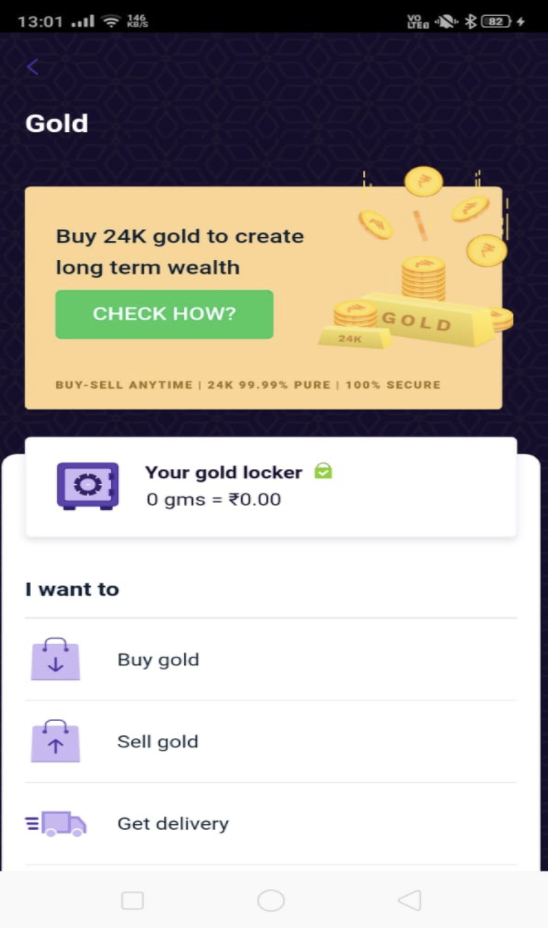 13:01 146 KB/S VO LTE 82
Gold
Buy 24K gold to create
long term wealth
CHECK HOW?
GOLD
24K
BUY-SELL ANYTIME | 24K 99.99% PURE | 100% SECURE
Your gold locker
0 gms = ₹0.00
I want to
Buy gold
Sell gold
Get delivery